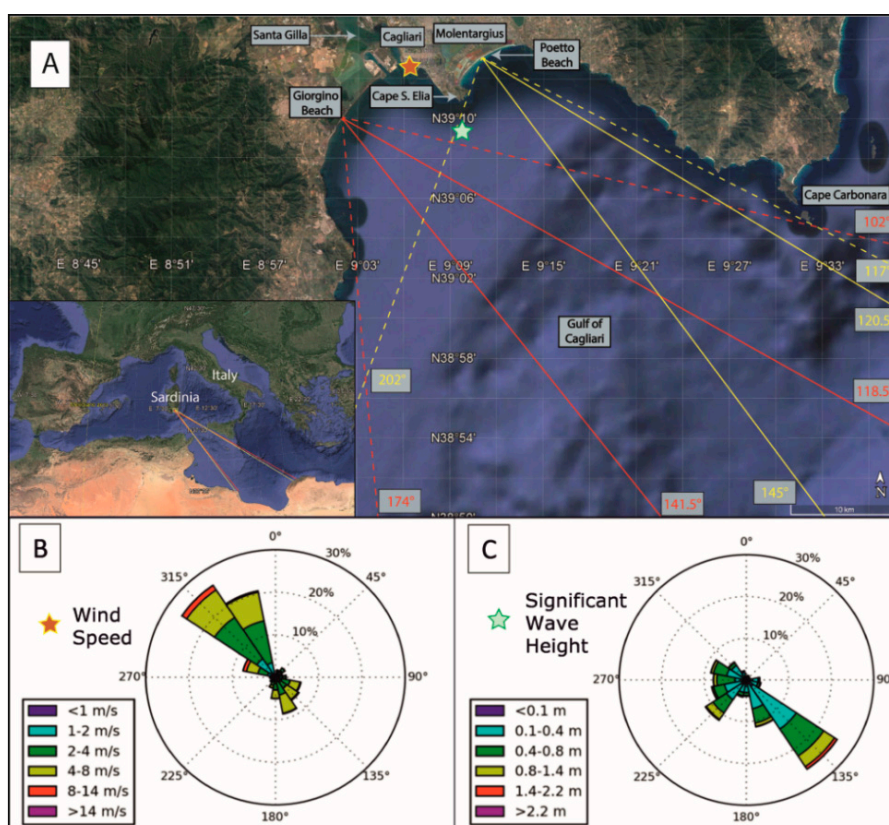 A
Santa Gilla
Cagliari
Molentargius
Poetto
Beach
Giorgino
Beach
Cape S. Elia
N39 10'
Cape Carbonara
N39 06'
102°
E 8°45'
E 8°51'
E 8°57'
E 9°03'
E 9°09'
E 9°15'
E 9°21'
E 9°27'
E 9°33'
N39 02'
117°
120.5°
Gulf of
Cagliari
N38 58'
202°
118.5°
Italy
Sardinia
N38 54'
N
174°
141.5°
145°
10 km
B
0°
30%
315°
45°
20%
Wind
Speed
10%
270°
90°
<1 m/s
1-2 m/s
2-4 m/s
4-8 m/s
8-14 m/s
>14 m/s
225°
135°
180°
C
0°
30%
315°
45°
20%
Significant
Wave
Height
10%
270°
90°
<0.1 m
0.1-0.4 m
0.4-0.8 m
0.8-1.4 m
1.4-2.2 m
>2.2 m
225°
135°
180°